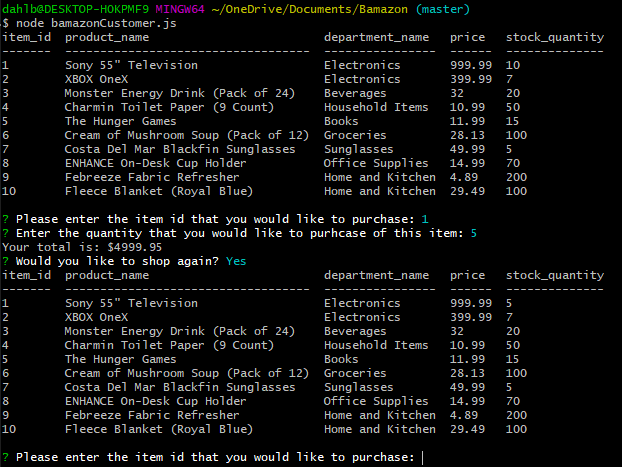 dahlb@DESKTOP-HOKPMF9 MINGW64 ~/OneDrive/Documents/Bamazon (master)
$ node bamazonCustomer.js
item_id  product_name                         department_name  price   stock_quantity
-------  -----------------------------------  ---------------  ------  --------------
1        Sony 55" Television                  Electronics      999.99  10
2        XBOX OneX                            Electronics      399.99  7
3        Monster Energy Drink (Pack of 24)    Beverages        32      20
4        Charmin Toilet Paper (9 Count)       Household Items  10.99   50
5        The Hunger Games                     Books            11.99   15
6        Cream of Mushroom Soup (Pack of 12)  Groceries        28.13   100
7        Costa Del Mar Blackfin Sunglasses    Sunglasses       49.99   5
8        ENHANCE On-Desk Cup Holder           Office Supplies  14.99   70
9        Febreeze Fabric Refresher            Home and Kitchen 4.89    200
10       Fleece Blanket (Royal Blue)          Home and Kitchen 29.49   100
? Please enter the item id that you would like to purchase: 1
? Enter the quantity that you would like to purhcase of this item: 5
Your total is: $4999.95
? Would you like to shop again? Yes
item_id  product_name                         department_name  price   stock_quantity
-------  -----------------------------------  ---------------  ------  --------------
1        Sony 55" Television                  Electronics      999.99  5
2        XBOX OneX                            Electronics      399.99  7
3        Monster Energy Drink (Pack of 24)    Beverages        32      20
4        Charmin Toilet Paper (9 Count)       Household Items  10.99   50
5        The Hunger Games                     Books            11.99   15
6        Cream of Mushroom Soup (Pack of 12)  Groceries        28.13   100
7        Costa Del Mar Blackfin Sunglasses    Sunglasses       49.99   5
8        ENHANCE On-Desk Cup Holder           Office Supplies  14.99   70
9        Febreeze Fabric Refresher            Home and Kitchen 4.89    200
10       Fleece Blanket (Royal Blue)          Home and Kitchen 29.49   100
? Please enter the item id that you would like to purchase: